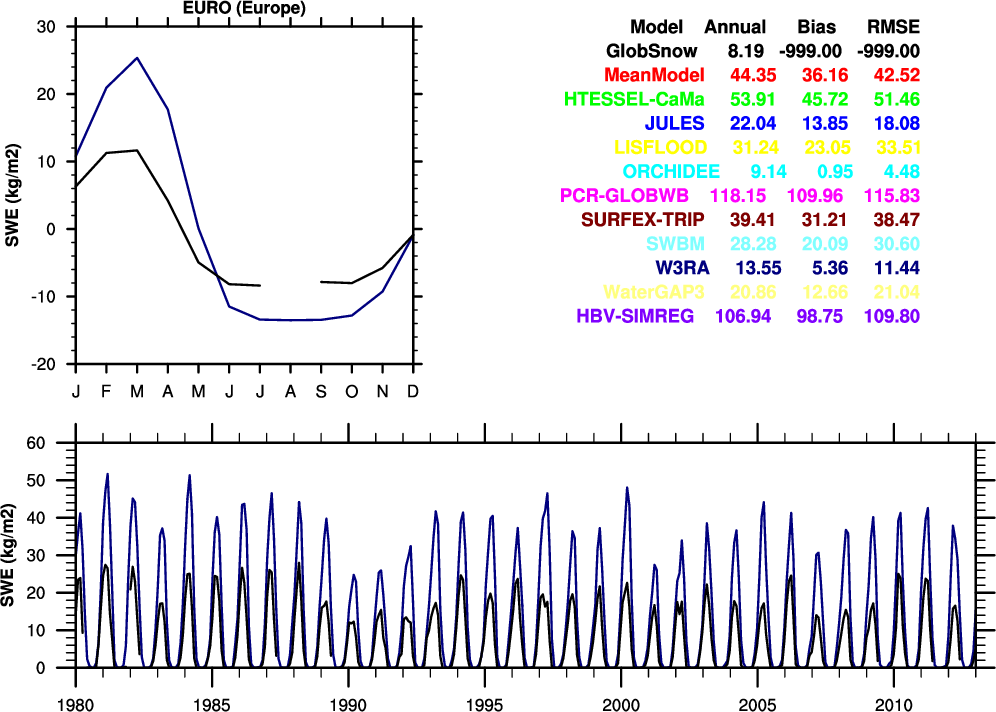 EURO (Europe)
30
20
10
0
-10
-20
SWE (kg/m2)
J F M A M J J A S O N D
Model Annual Bias RMSE
GlobSnow 8.19 -999.00 -999.00
MeanModel 44.35 36.16 42.52
HTESSEL-CaMa 53.91 45.72 51.46
JULES 22.04 13.85 18.08
LISFLOOD 31.24 23.05 33.51
ORCHIDEE 9.14 0.95 4.48
PCR-GLOBWB 118.15 109.96 115.83
SURFEX-TRIP 39.41 31.21 38.47
SWBM 28.28 20.09 30.60
W3RA 13.55 5.36 11.44
WaterGAP3 20.86 12.66 21.04
HBV-SIMREG 106.94 98.75 109.80
60
50
40
30
20
10
0
SWE (kg/m2)
1980 1985 1990 1995 2000 2005 2010